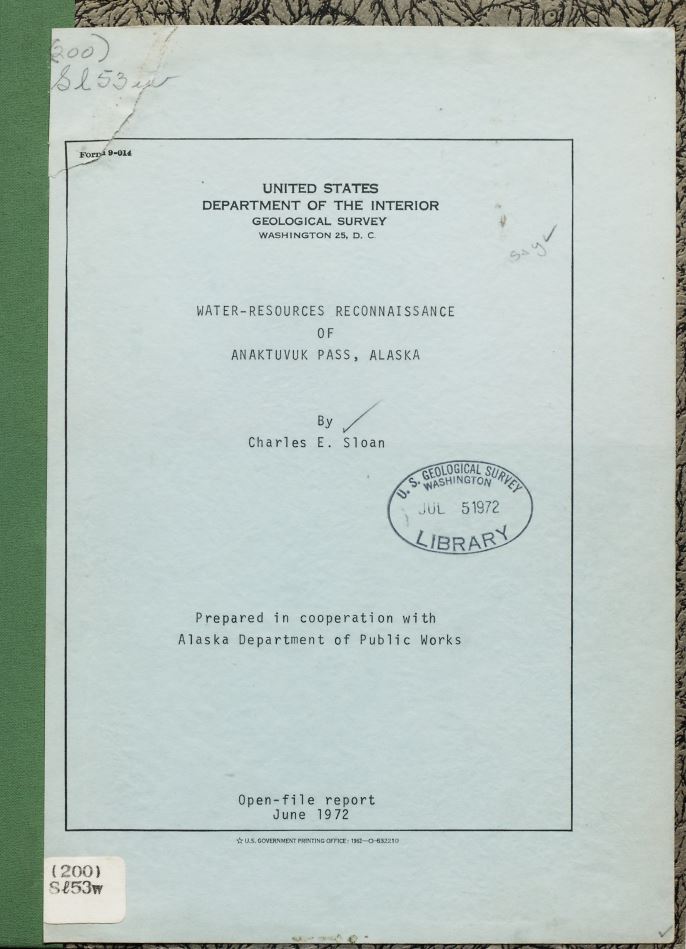 (200)
Sl53w
Form 9-014
UNITED STATES
DEPARTMENT OF THE INTERIOR
GEOLOGICAL SURVEY
WASHINGTON 25, D. C.
WATER-RESOURCES RECONNAISSANCE
OF
ANAKTUVUK PASS, ALASKA
By
Charles E. Sloan
U. S. GEOLOGICAL SURVEY
WASHINGTON
JUL 5 1972
LIBRARY
Prepared in cooperation with
Alaska Department of Public Works
Open-file report
June 1972
☆ U.S. GOVERNMENT PRINTING OFFICE: 1962—O-632210
(200)
Sl53w